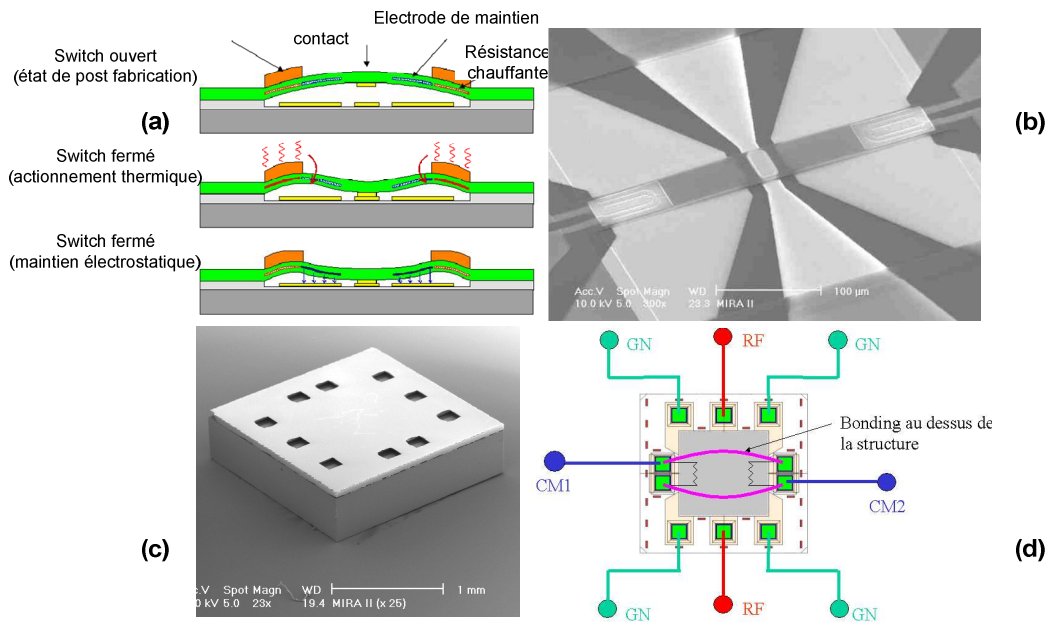 Electrode de maintien
contact
Switch ouvert
(état de post fabrication)
Résistance
chauffante
(a)
Switch fermé
(actionnement thermique)
Switch fermé
(maintien électrostatique)
(b)
Acc.V Spot Magn WD 100 µm
10.0 kV 5.0 300x 23.3 MIRA II
(c)
c.V Spot Magn WD 1 mm
0 kV 5.0 23x 19.4 MIRA II (x 25)
GN RF GN
Bonding au dessus de
la structure
CM1
CM2
(d)
GN RF GN